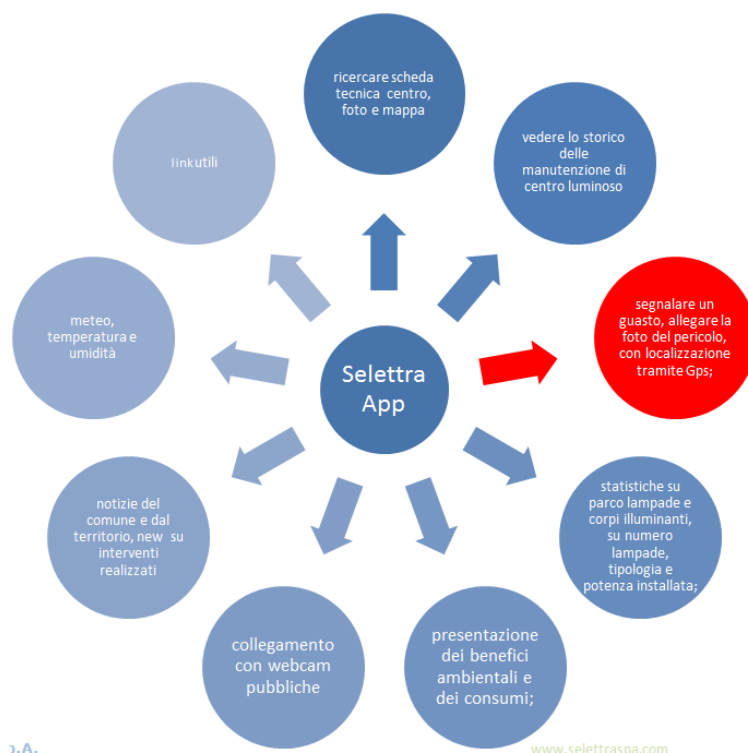 ricercare scheda
tecnica centro,
foto e mappa
vedere lo storico
delle
manutenzione di
centro luminoso
segnalare un
guasto, allegare la
foto del pericolo,
con localizzazione
tramite Gps;
statistiche su
parco lampade e
corpi illuminanti,
su numero
lampade,
tipologia e
potenza installata;
presentazione
dei benefici
ambientali e
dei consumi;
collegamento
con webcam
pubbliche
notizie del
comune e dal
territorio, new su
interventi
realizzati
meteo,
temperatura e
umidità
link utili
Selettra
App
.A.
www.selettraspa.com